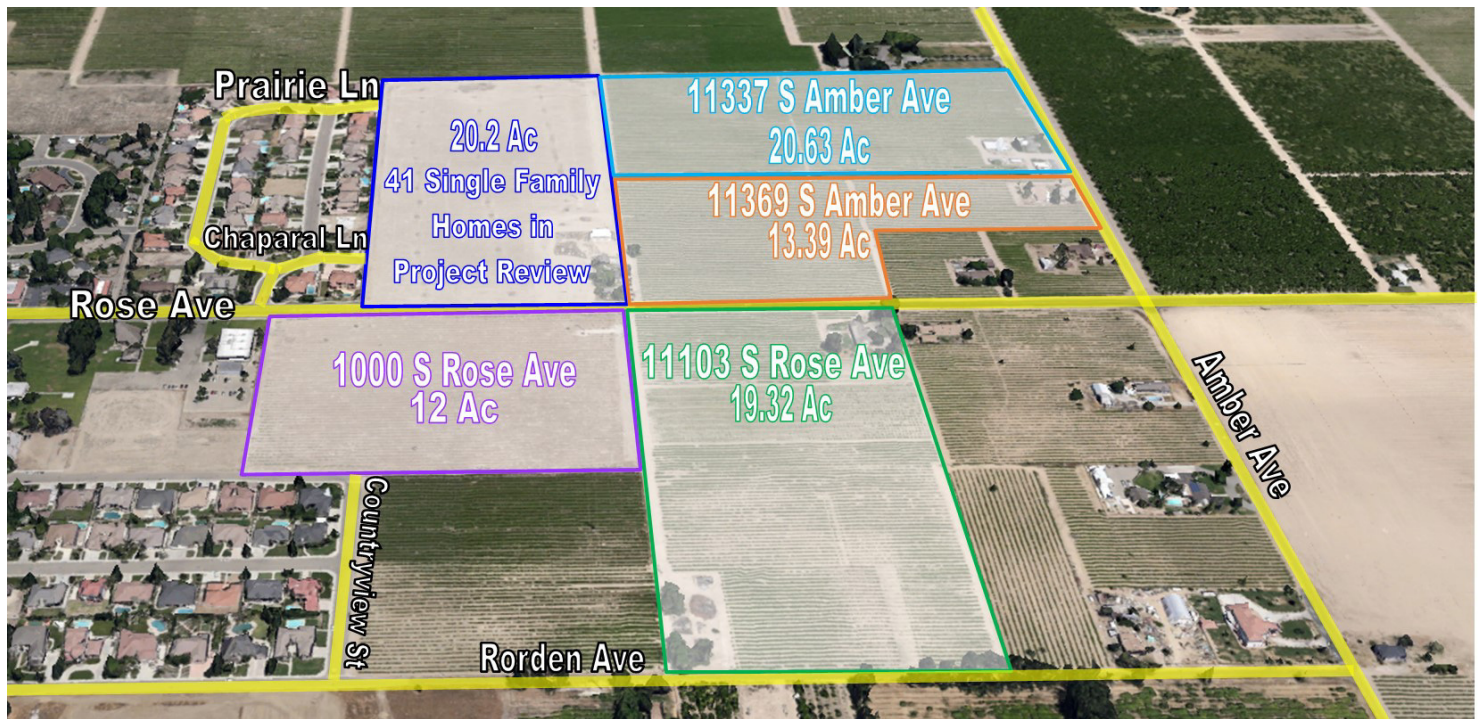 Prairie Ln
11337 S Amber Ave
20.63 Ac
20.2 Ac
41 Single Family
Homes in
Project Review
11369 S Amber Ave
13.39 Ac
Chaparal Ln
Rose Ave
1000 S Rose Ave
12 Ac
11103 S Rose Ave
19.32 Ac
Amber Ave
Countryview St
Rorden Ave